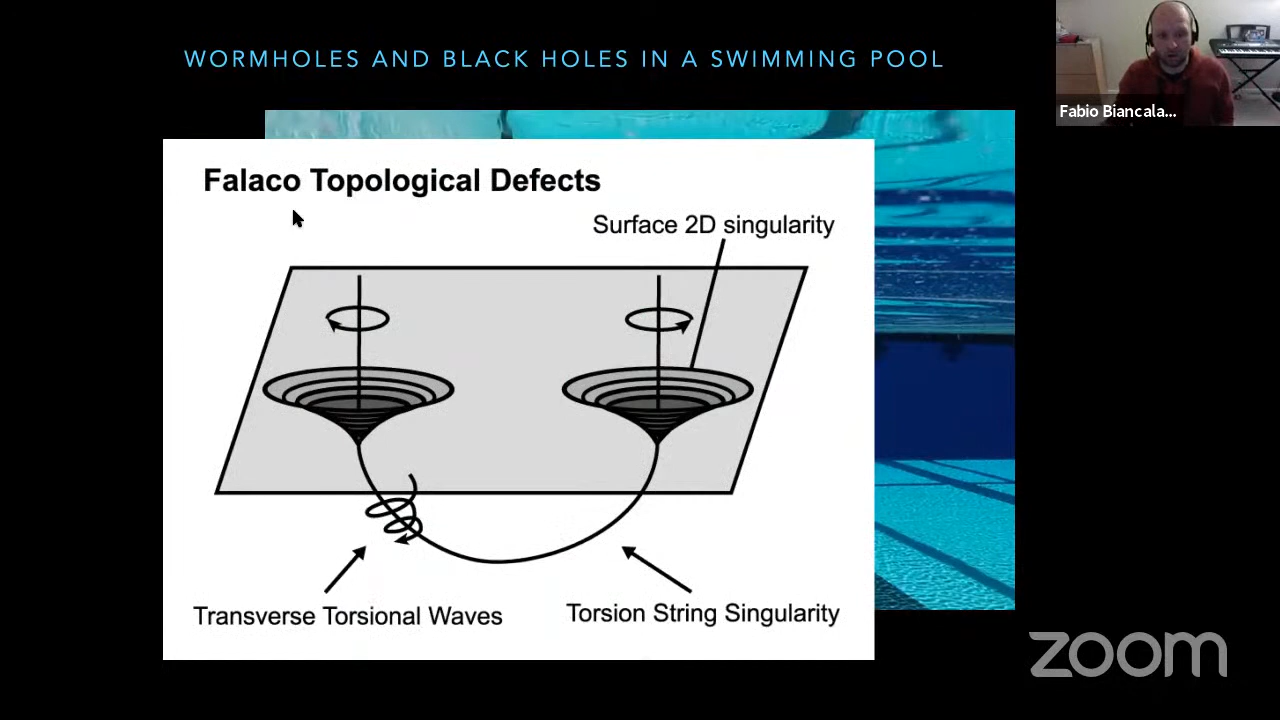 WORMHOLES AND BLACK HOLES IN A SWIMMING POOL
Fabio Biancala...
Falaco Topological Defects
Surface 2D singularity
Transverse Torsional Waves
Torsion String Singularity
zoom